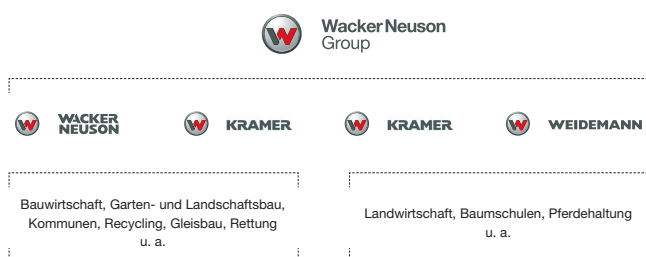 Wacker Neuson
Group
WACKER
NEUSON
KRAMER
KRAMER
WEIDEMANN
Bauwirtschaft, Garten- und Landschaftsbau,
Kommunen, Recycling, Gleisbau, Rettung
u. a.
Landwirtschaft, Baumschulen, Pferdehaltung
u. a.